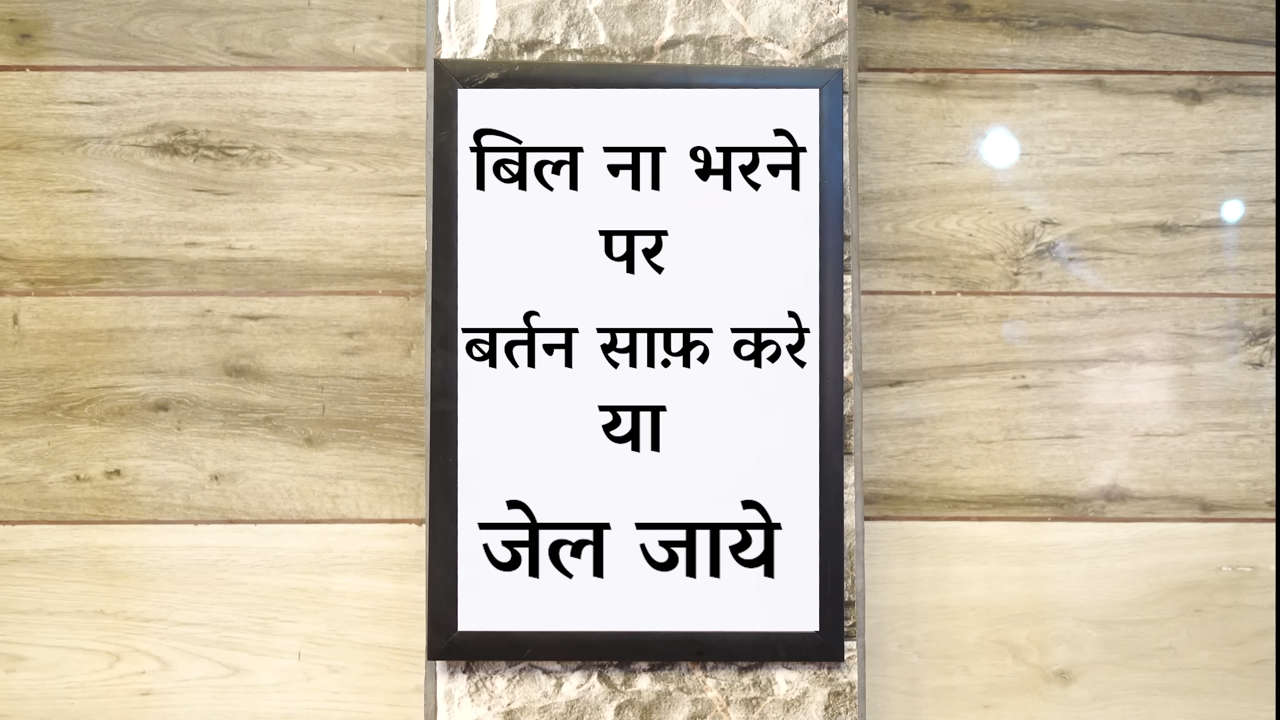 बिल ना भरने
पर
बर्तन साफ़ करे
या
जेल जाये